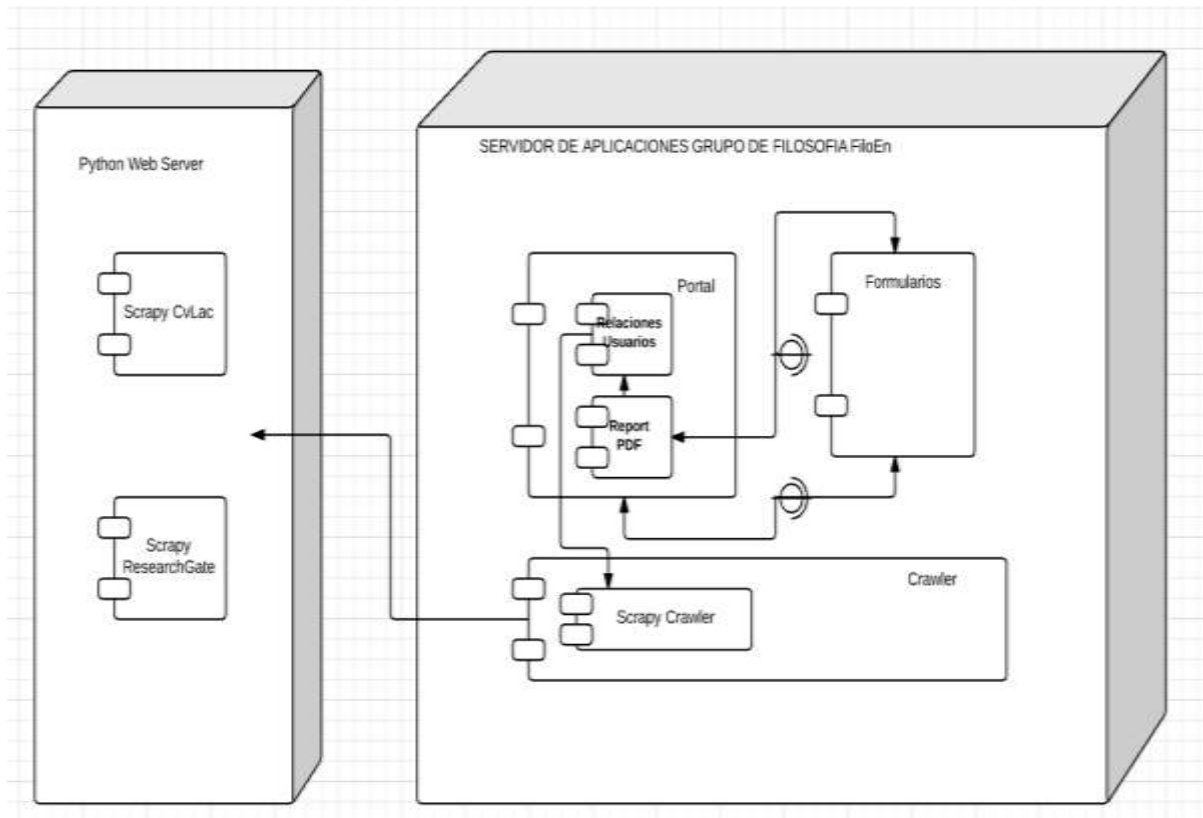 Python Web Server
Scrapy CvLac
Scrapy
ResearchGate
SERVIDOR DE APLICACIONES GRUPO DE FILOSOFIA FiloEn
Portal
Relaciones
Usuarios
Report
PDF
Formularios
Crawler
Scrapy Crawler